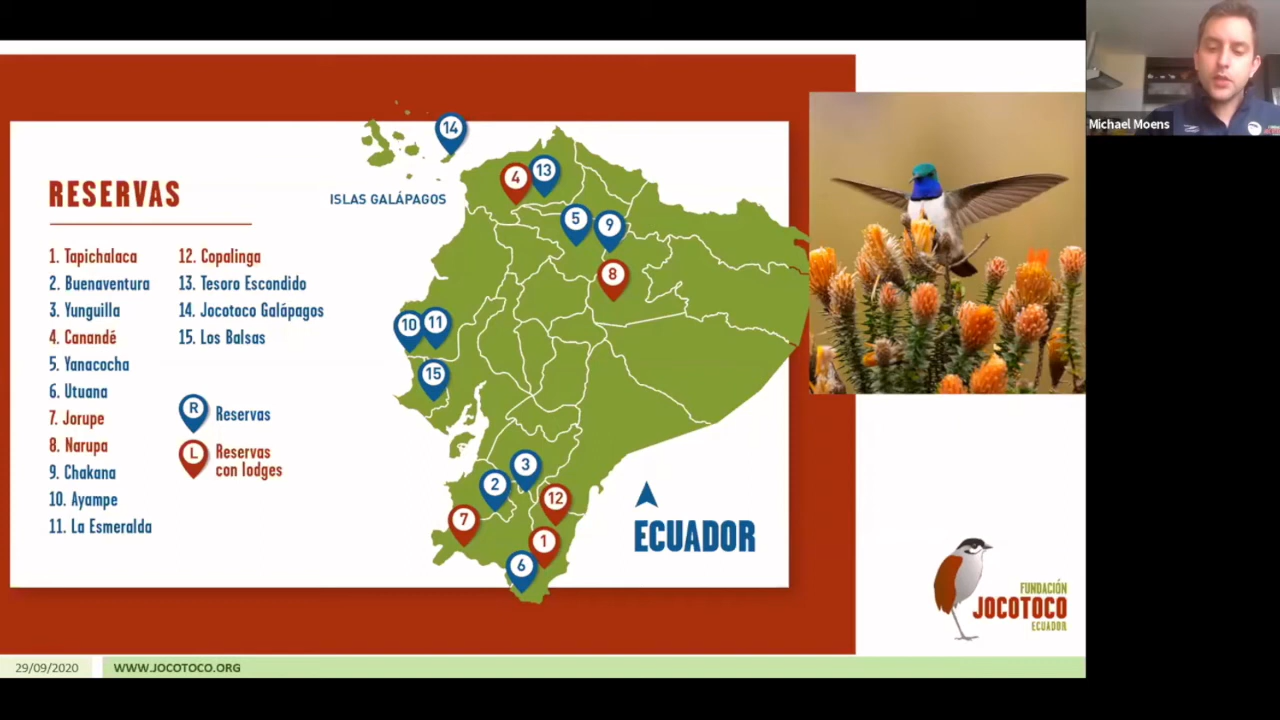 RESERVAS
1. Tapichalaca
2. Buenaventura
3. Yunguilla
4. Canandé
5. Yanacocha
6. Utuana
7. Jorupe
8. Narupa
9. Chakana
10. Ayampe
11. La Esmeralda
12. Copalinga
13. Tesoro Escondido
14. Jocotoco Galápagos
15. Los Balsas
R Reservas
L Reservas
con lodges
ISLAS GALÁPAGOS
14
4
13
5
9
8
10
11
15
3
2
12
7
1
6
ECUADOR
Michael Moens
FUNDACIÓN
JOCOTOCO
ECUADOR
29/09/2020
WWW.JOCOTOCO.ORG